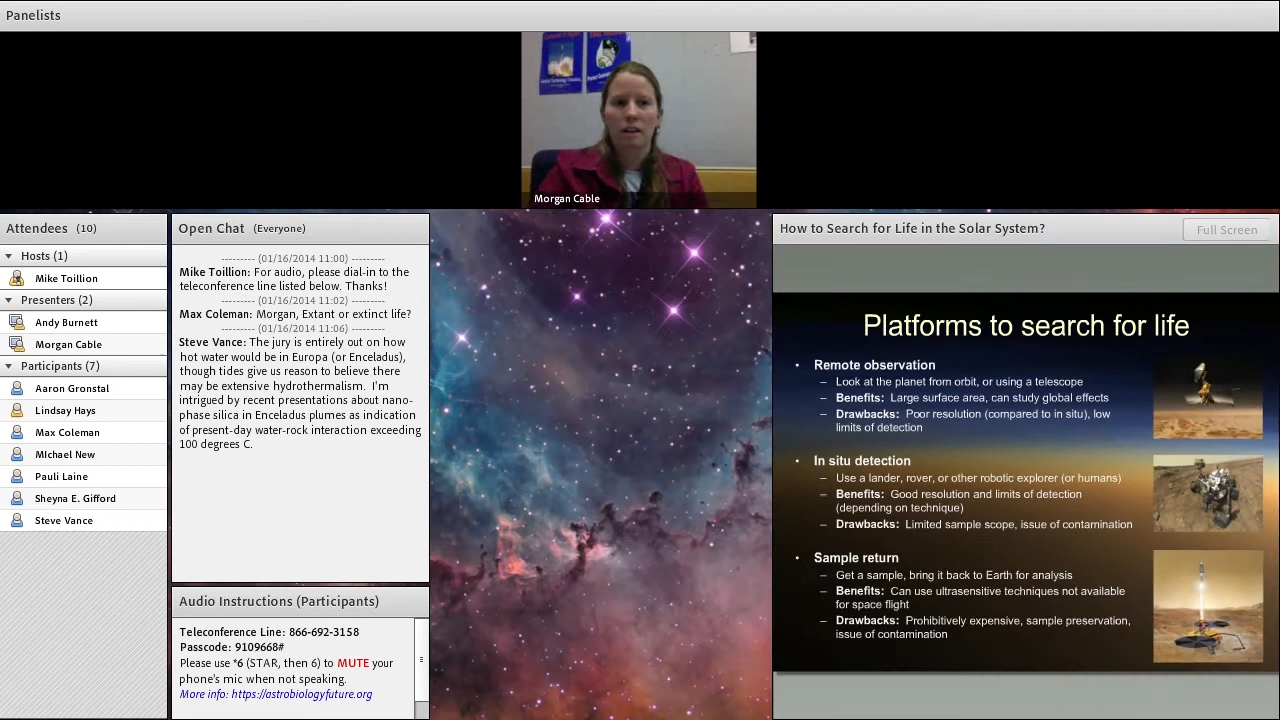 Panelists
Morgan Cable
Attendees (10)
Hosts (1)
Mike Toillion
Presenters (2)
Andy Burnett
Morgan Cable
Participants (7)
Aaron Gronstal
Lindsay Hays
Max Coleman
MIchael New
Pauli Laine
Sheyna E. Gifford
Steve Vance
Open Chat (Everyone)
--------- (01/16/2014 11:00) ---------
Mike Toillion: For audio, please dial-in to the
teleconference line listed below. Thanks!
--------- (01/16/2014 11:02) ---------
Max Coleman: Morgan, Extant or extinct life?
--------- (01/16/2014 11:06) ---------
Steve Vance: The jury is entirely out on how
hot water would be in Europa (or Enceladus),
though tides give us reason to believe there
may be extensive hydrothermalism. I'm
intrigued by recent presentations about nano-
phase silica in Enceladus plumes as indication
of present-day water-rock interaction exceeding
100 degrees C.
Audio Instructions (Participants)
Teleconference Line: 866-692-3158
Passcode: 9109668#
Please use *6 (STAR, then 6) to MUTE your
phone's mic when not speaking.
More info: https://astrobiologyfuture.org
How to Search for Life in the Solar System?
Full Screen
Platforms to search for life
• Remote observation
– Look at the planet from orbit, or using a telescope
– Benefits: Large surface area, can study global effects
– Drawbacks: Poor resolution (compared to in situ), low
limits of detection
• In situ detection
– Use a lander, rover, or other robotic explorer (or humans)
– Benefits: Good resolution and limits of detection
(depending on technique)
– Drawbacks: Limited sample scope, issue of contamination
• Sample return
– Get a sample, bring it back to Earth for analysis
– Benefits: Can use ultrasensitive techniques not available
for space flight
– Drawbacks: Prohibitively expensive, sample preservation,
issue of contamination